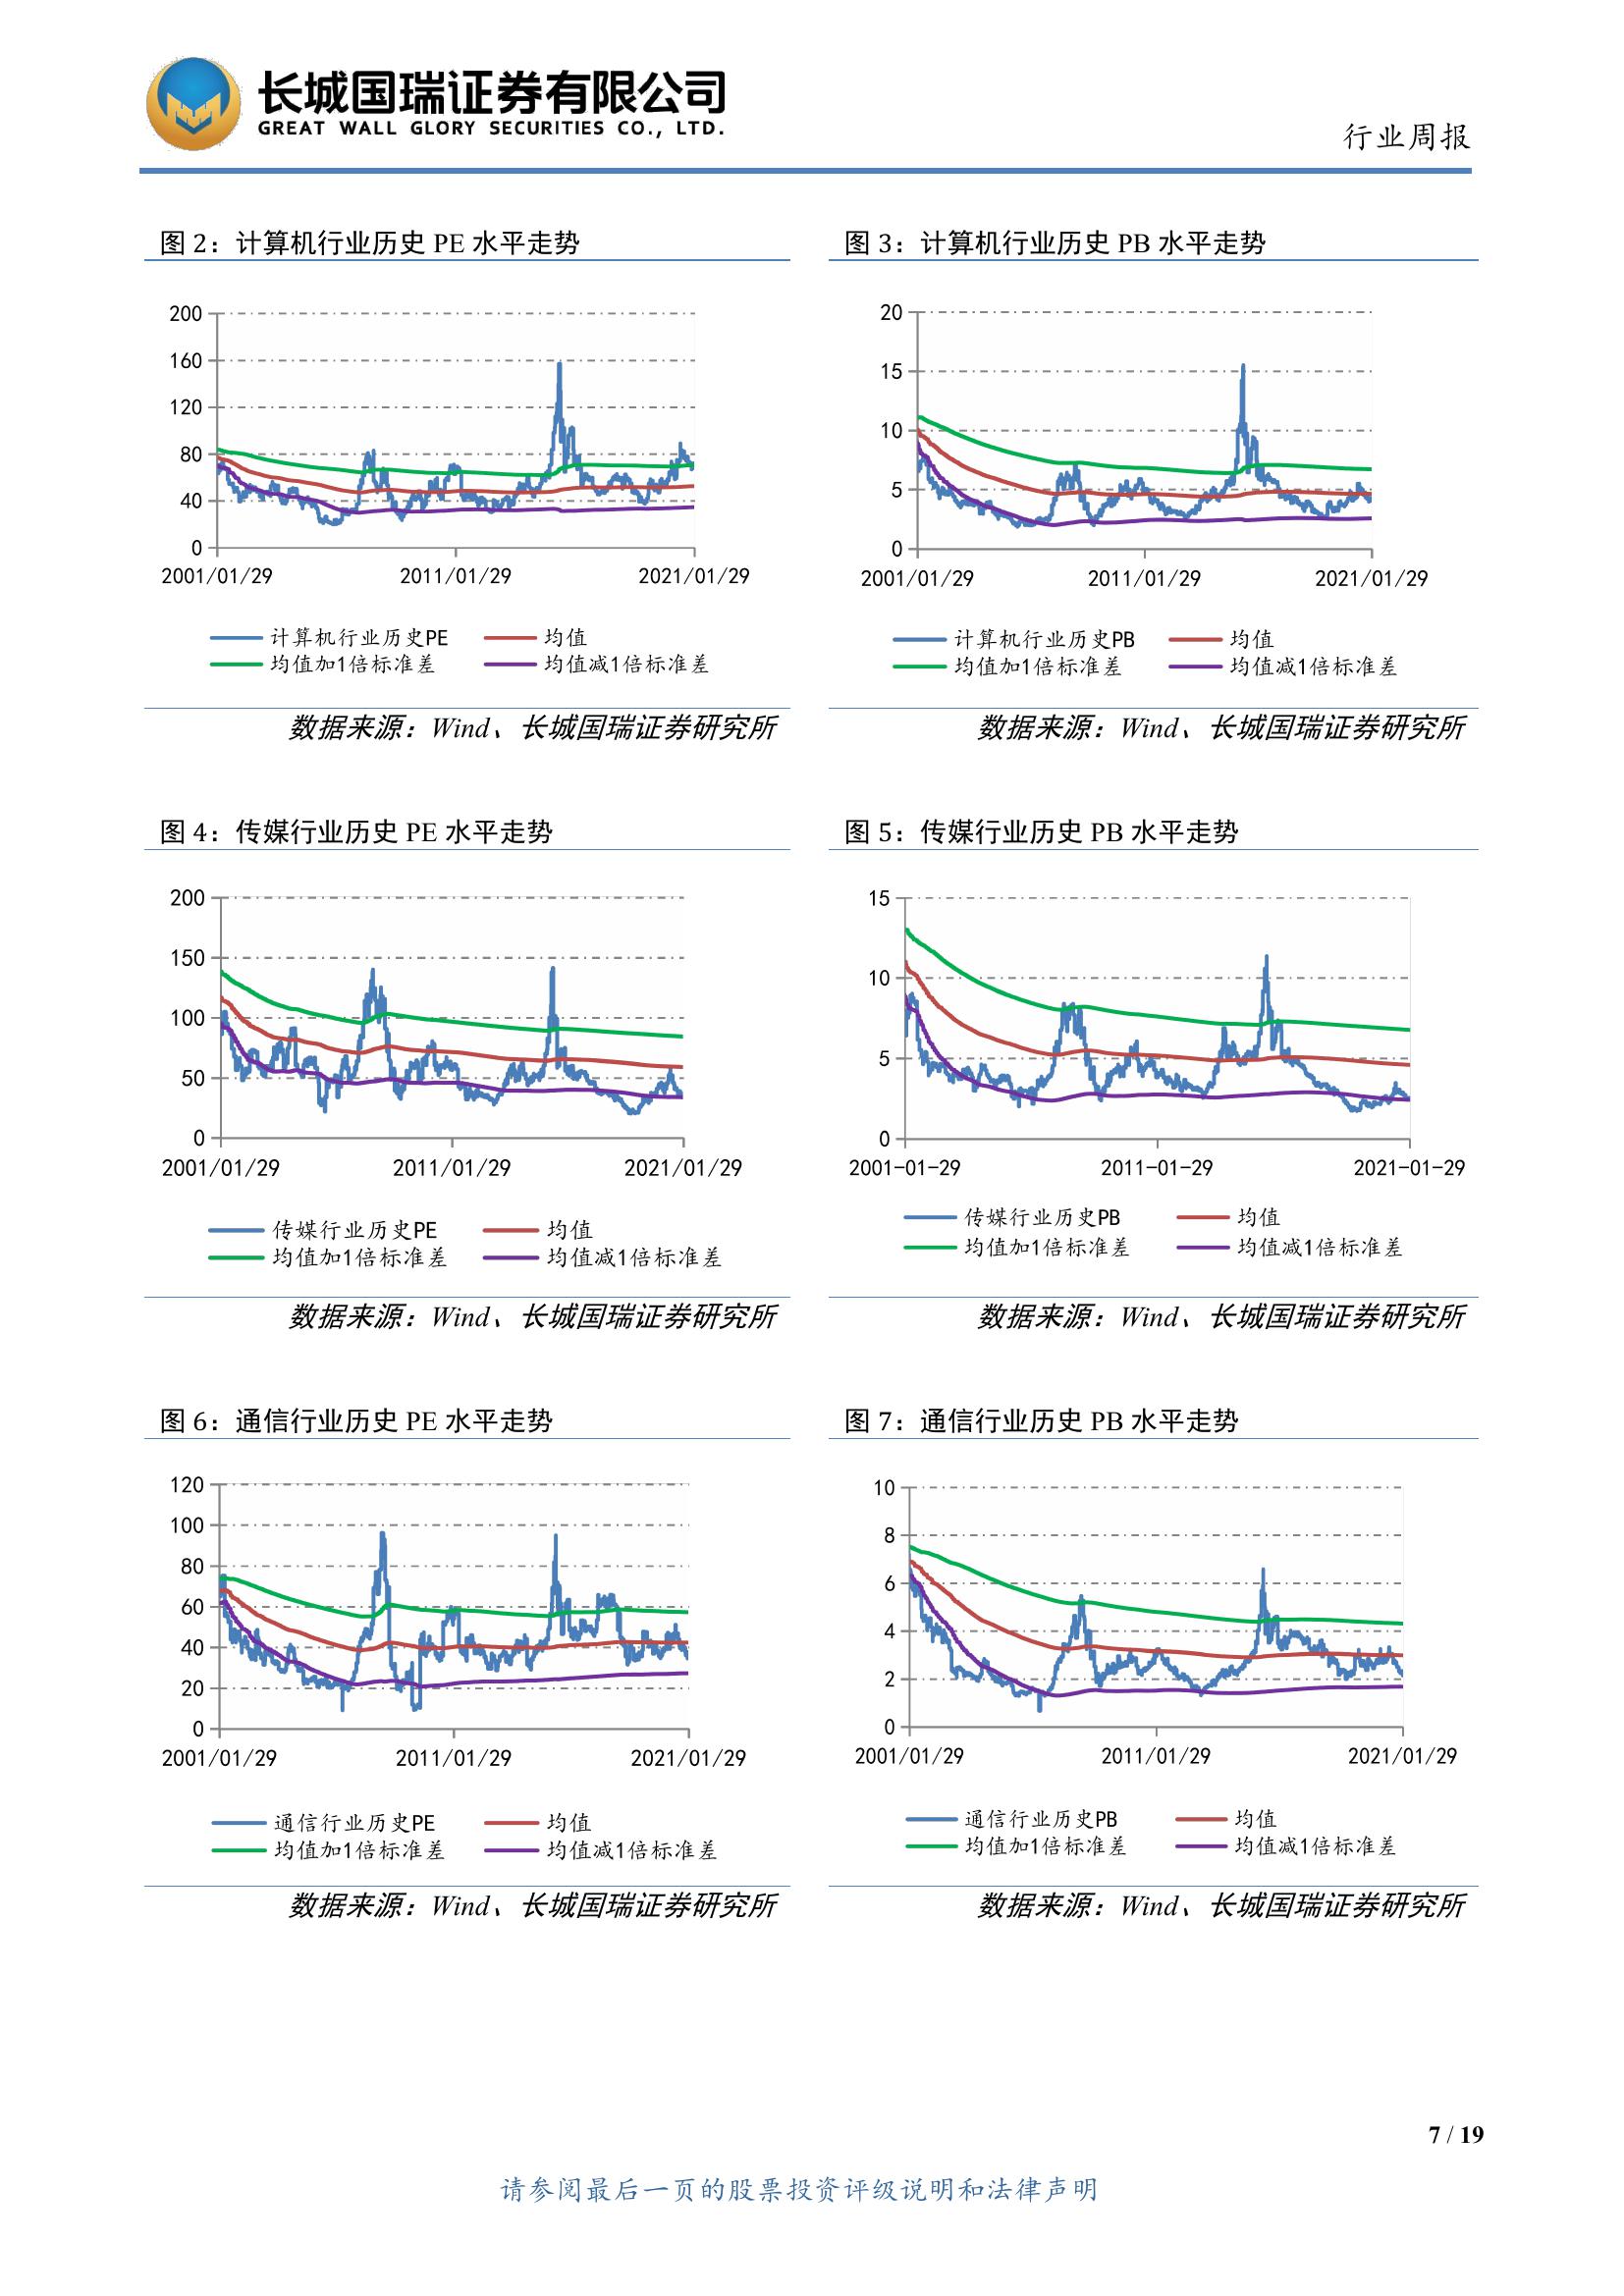 长城国瑞证券有限公司
GREAT WALL GLORY SECURITIES CO., LTD.
行业周报
图 2：计算机行业历史 PE 水平走势
200
160
120
80
40
0
2001/01/29
2011/01/29
2021/01/29
计算机行业历史PE
均值
均值加1倍标准差
均值减1倍标准差
数据来源：Wind、长城国瑞证券研究所
图 3：计算机行业历史 PB 水平走势
20
15
10
5
0
2001/01/29
2011/01/29
2021/01/29
计算机行业历史PB
均值
均值加1倍标准差
均值减1倍标准差
数据来源：Wind、长城国瑞证券研究所
图 4：传媒行业历史 PE 水平走势
200
150
100
50
0
2001/01/29
2011/01/29
2021/01/29
传媒行业历史PE
均值
均值加1倍标准差
均值减1倍标准差
数据来源：Wind、长城国瑞证券研究所
图 5：传媒行业历史 PB 水平走势
15
10
5
0
2001-01-29
2011-01-29
2021-01-29
传媒行业历史PB
均值
均值加1倍标准差
均值减1倍标准差
数据来源：Wind、长城国瑞证券研究所
图 6：通信行业历史 PE 水平走势
120
100
80
60
40
20
0
2001/01/29
2011/01/29
2021/01/29
通信行业历史PE
均值
均值加1倍标准差
均值减1倍标准差
数据来源：Wind、长城国瑞证券研究所
图 7：通信行业历史 PB 水平走势
10
8
6
4
2
0
2001/01/29
2011/01/29
2021/01/29
通信行业历史PB
均值
均值加1倍标准差
均值减1倍标准差
数据来源：Wind、长城国瑞证券研究所
7 / 19
请参阅最后一页的股票投资评级说明和法律声明